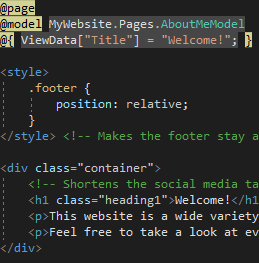 @page
@model MyWebsite.Pages.AboutMeModel
@{ ViewData["Title"] = "Welcome!"; }
<style>
.footer {
position: relative;
}
</style> <!-- Makes the footer stay a
<div class="container">
<!-- Shortens the social media ta
<h1 class="heading1">Welcome!</h1
<p>This website is a wide variety
<p>Feel free to take a look at ev
</div>